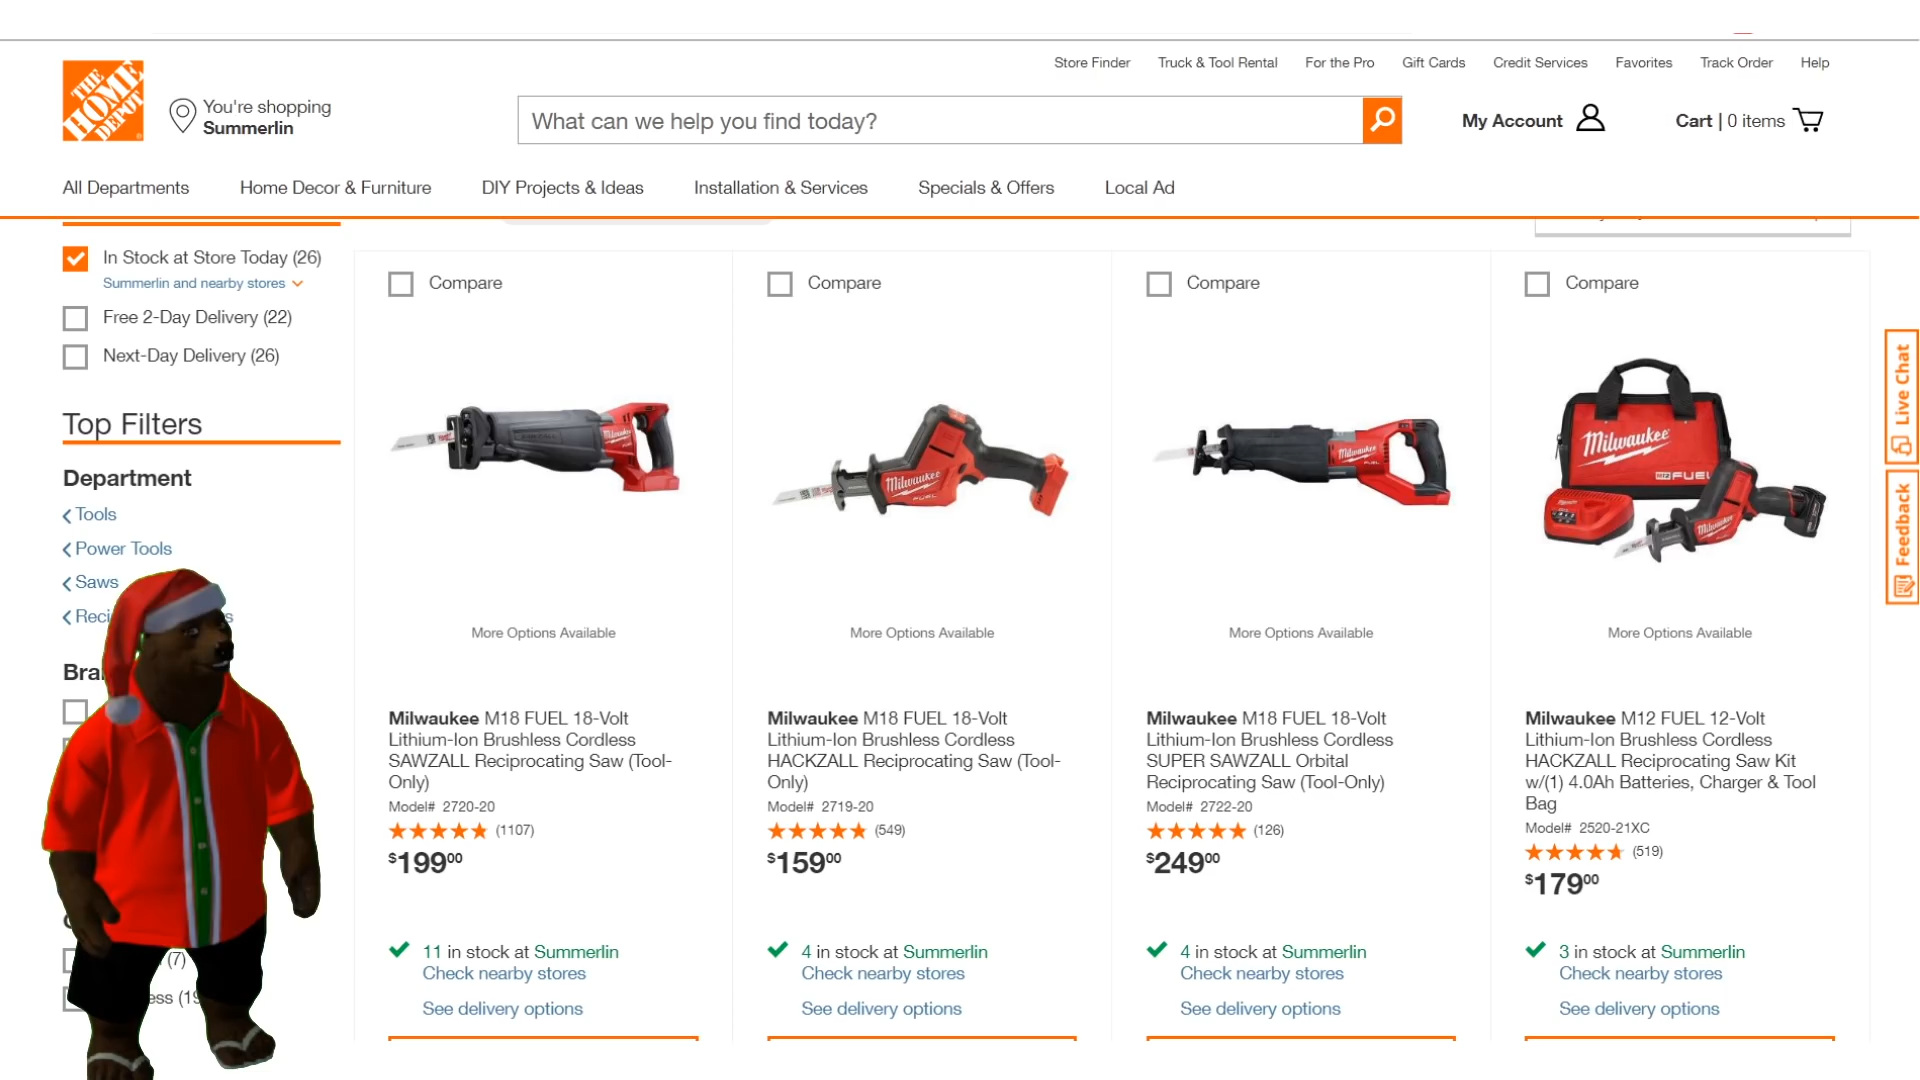 Store Finder
Truck & Tool Rental
For the Pro
Gift Cards
Credit Services
Favorites
Track Order
Help
THE HOME DEPOT
You're shopping
Summerlin
What can we help you find today?
My Account
Cart | 0 items
All Departments
Home Decor & Furniture
DIY Projects & Ideas
Installation & Services
Specials & Offers
Local Ad
In Stock at Store Today (26)
Summerlin and nearby stores
Free 2-Day Delivery (22)
Next-Day Delivery (26)
Top Filters
Department
Tools
Power Tools
Saws
(7)
Compare
Milwaukee
FUEL
More Options Available
Milwaukee M18 FUEL 18-Volt
Lithium-Ion Brushless Cordless
SAWZALL Reciprocating Saw (Tool-
Only)
Model# 2720-20
(1107)
$19900
11 in stock at Summerlin
Check nearby stores
See delivery options
Compare
Milwaukee
FUEL
More Options Available
Milwaukee M18 FUEL 18-Volt
Lithium-Ion Brushless Cordless
HACKZALL Reciprocating Saw (Tool-
Only)
Model# 2719-20
(549)
$15900
4 in stock at Summerlin
Check nearby stores
See delivery options
Compare
Milwaukee
FUEL
More Options Available
Milwaukee M18 FUEL 18-Volt
Lithium-Ion Brushless Cordless
SUPER SAWZALL Orbital
Reciprocating Saw (Tool-Only)
Model# 2722-20
(126)
$24900
4 in stock at Summerlin
Check nearby stores
See delivery options
Compare
Milwaukee
M12 FUEL
Milwaukee
More Options Available
Milwaukee M12 FUEL 12-Volt
Lithium-Ion Brushless Cordless
HACKZALL Reciprocating Saw Kit
w/(1) 4.0Ah Batteries, Charger & Tool
Bag
Model# 2520-21XC
(519)
$17900
3 in stock at Summerlin
Check nearby stores
See delivery options
Live Chat
Feedback